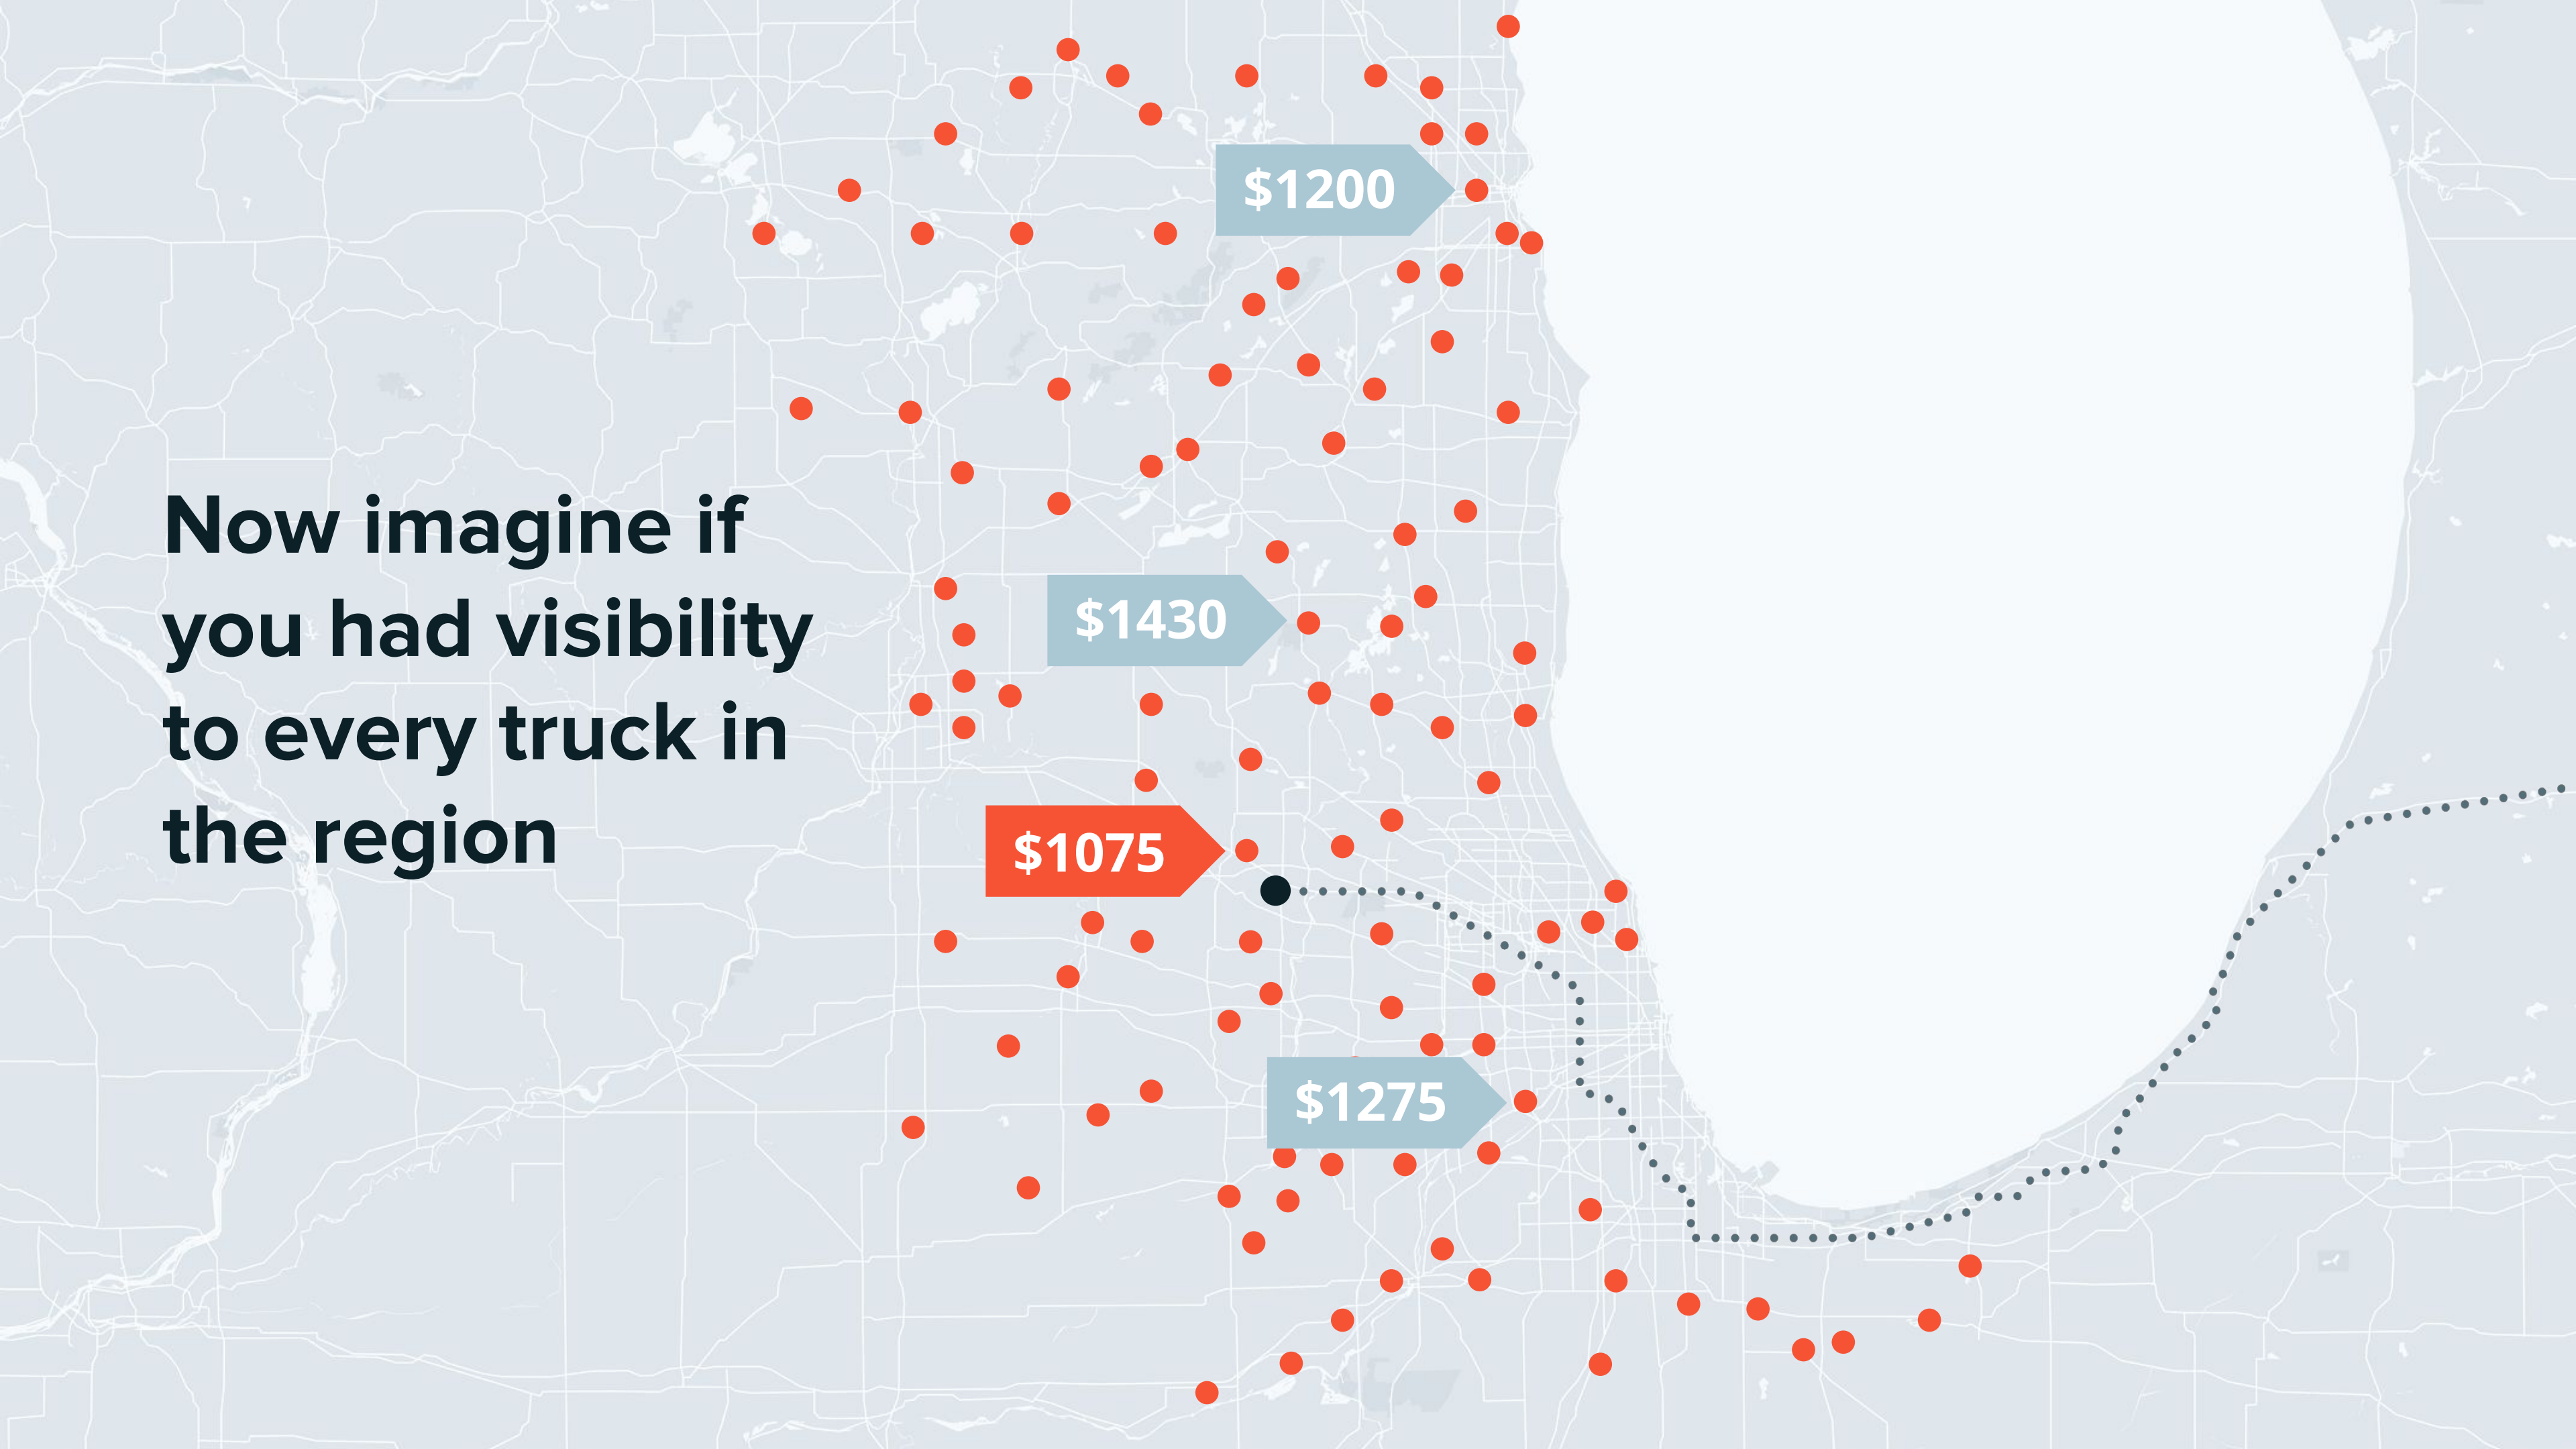 $1200
Now imagine if
you had visibility
to every truck in
the region
$1430
$1075
$1275